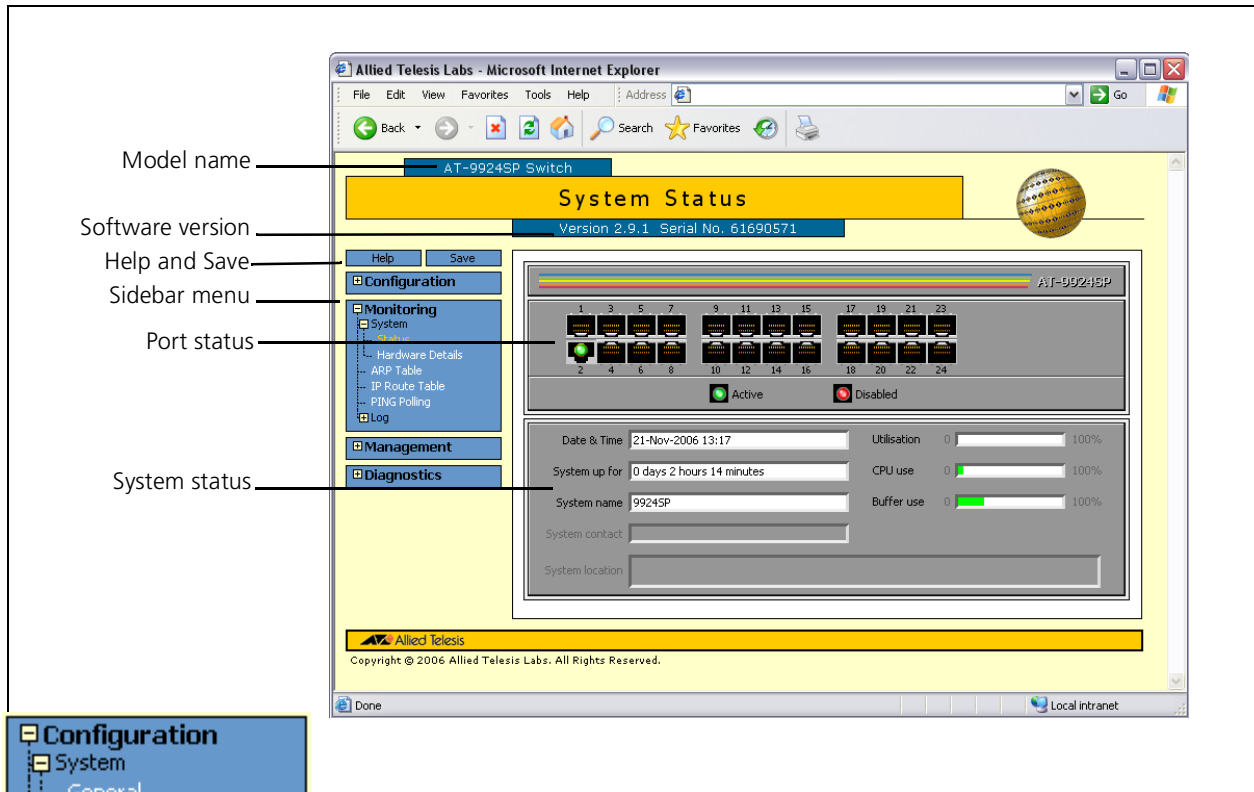 Allied Telesis Labs - Microsoft Internet Explorer
File Edit View Favorites Tools Help Address Go
Back Search Favorites
Model name
AT-9924SP Switch
System Status
Software version
Version 2.9.1 Serial No. 61690571
Help and Save
Help Save
Sidebar menu
Configuration
Monitoring
System
Status
Hardware Details
ARP Table
IP Route Table
PING Polling
Log
Management
Diagnostics
Port status
AT-9924SP
1 3 5 7 9 11 13 15 17 19 21 23
2 4 6 8 10 12 14 16 18 20 22 24
Active Disabled
System status
Date & Time 21-Nov-2006 13:17 Utilisation 0 100%
System up for 0 days 2 hours 14 minutes CPU use 0 100%
System name 9924SP Buffer use 0 100%
System contact
System location
Allied Telesis
Copyright © 2006 Allied Telesis Labs. All Rights Reserved.
Done Local intranet
Configuration
System
General